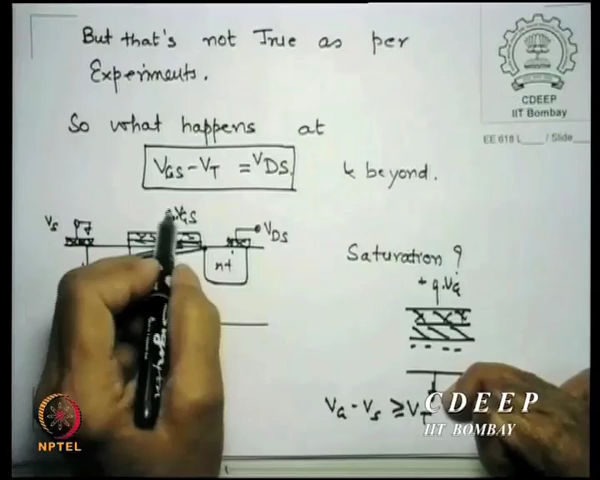 But that's not True as per
Experiments.
CDEEP
IIT Bombay
EE 618 L___/ Slide
So what happens at
VGS - VT = VDS. & beyond.
VS VGS VDS
n+
Saturation ?
+ q.VG
VG - VS ≥ VT
CDEEP
IIT BOMBAY
NPTEL